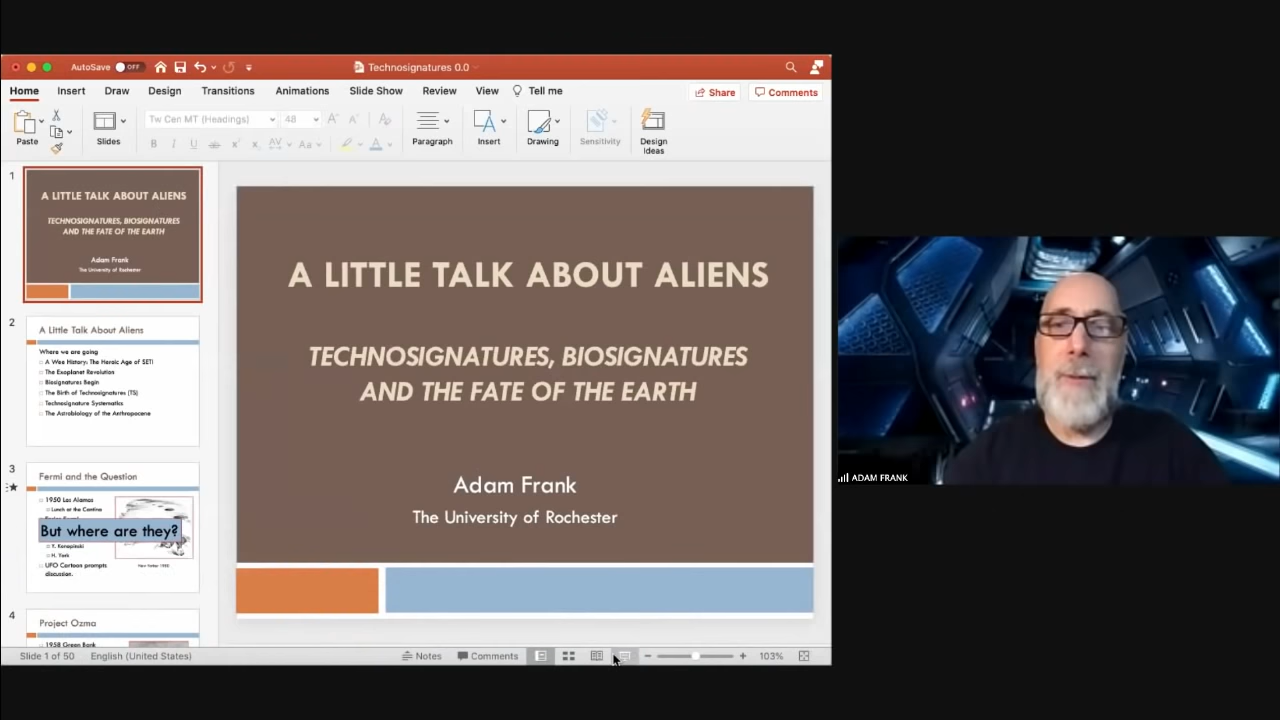 AutoSave OFF
Technosignatures 0.0
Home Insert Draw Design Transitions Animations Slide Show Review View Tell me
Share Comments
Tw Cen MT (Headings) 48
Paste Slides Paragraph Insert Drawing Sensitivity Design
Ideas
1
A LITTLE TALK ABOUT ALIENS
TECHNOSIGNATURES, BIOSIGNATURES
AND THE FATE OF THE EARTH
Adam Frank
The University of Rochester
2
A Little Talk About Aliens
Where we are going
A Wee History: The Heroic Age of SETI
The Exoplanet Revolution
Biosignatures Begin
The Birth of Technosignatures (TS)
Technosignature Systematics
The Astrobiology of the Anthropocene
3
Fermi and the Question
1950 Los Alamos
Lunch at the Cantina
But where are they?
H. York
UFO Cartoon prompts
discussion.
4
Project Ozma
1958 Green Bank
A LITTLE TALK ABOUT ALIENS
TECHNOSIGNATURES, BIOSIGNATURES
AND THE FATE OF THE EARTH
Adam Frank
The University of Rochester
ADAM FRANK
Slide 1 of 50 English (United States) Notes Comments 103%